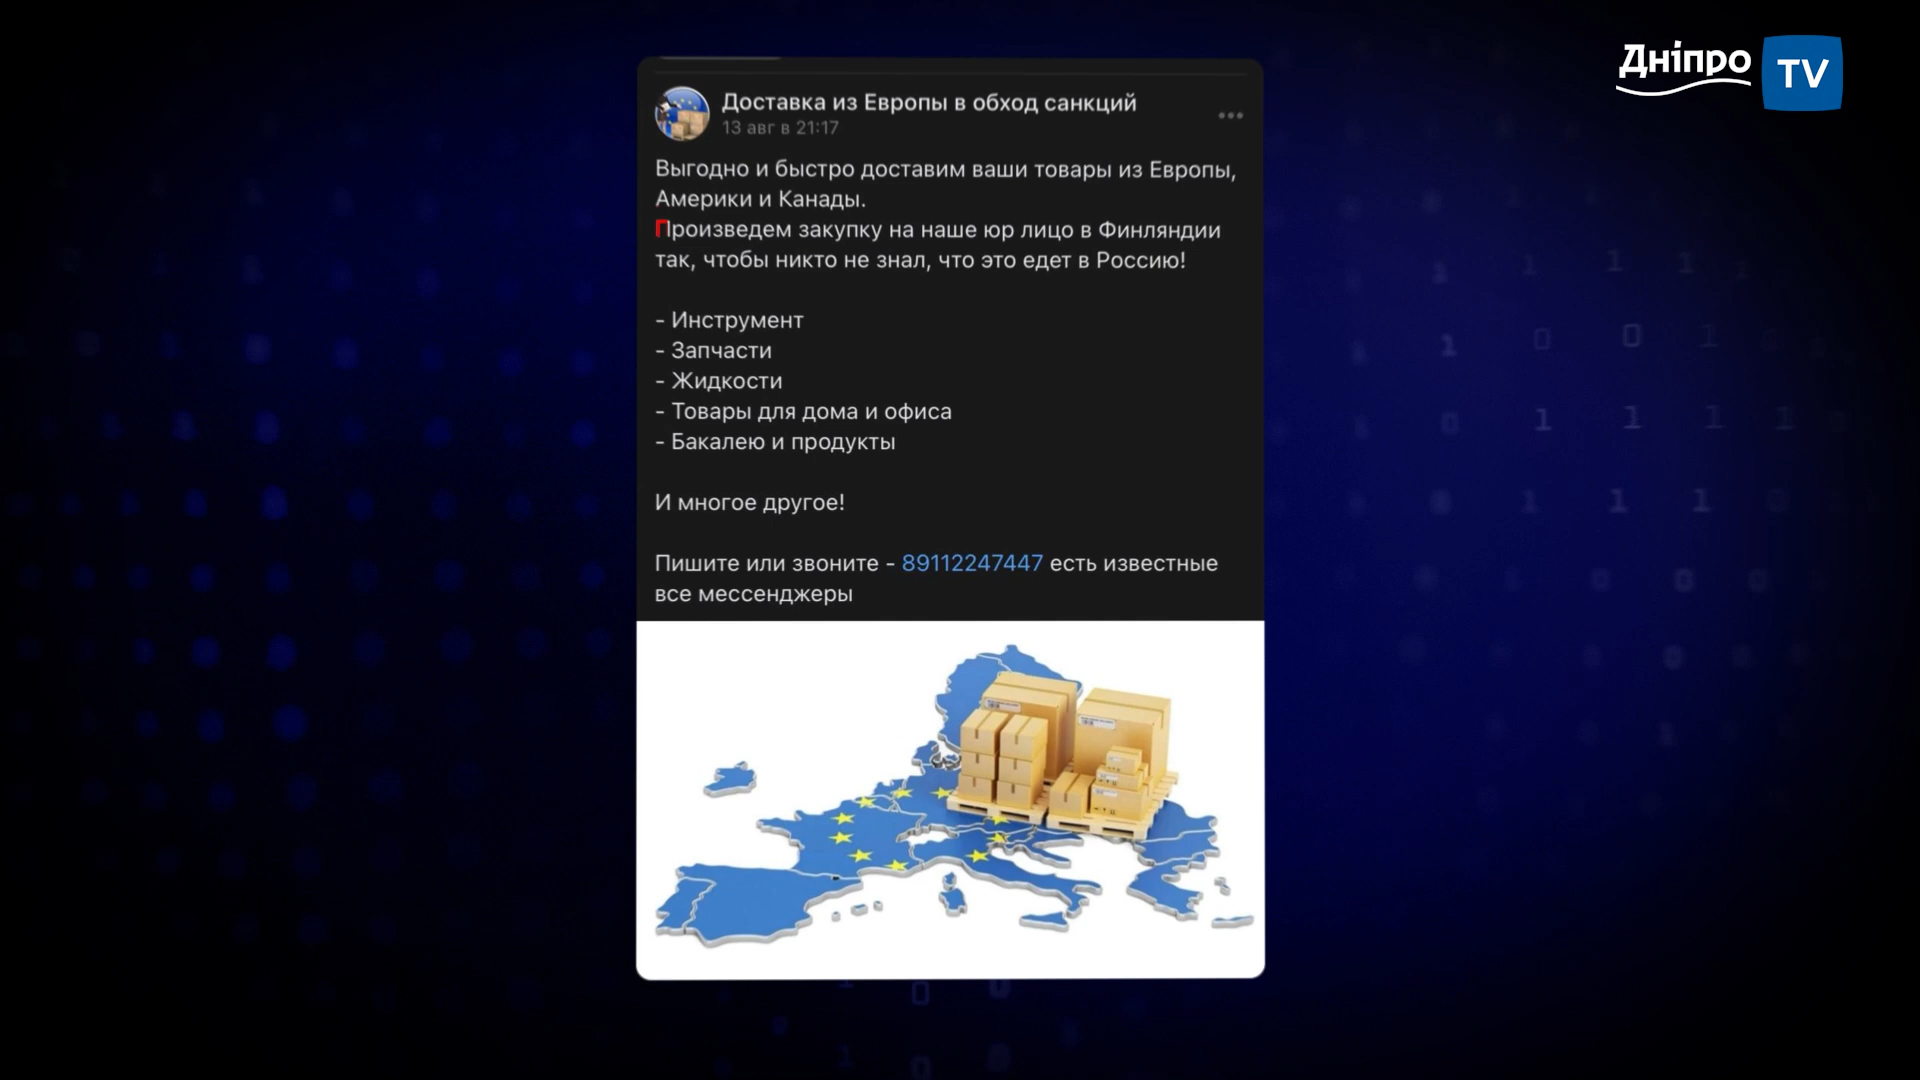 Дніпро TV
Доставка из Европы в обход санкций
13 авг в 21:17
Выгодно и быстро доставим ваши товары из Европы,
Америки и Канады.
Произведем закупку на наше юр лицо в Финляндии
так, чтобы никто не знал, что это едет в Россию!
- Инструмент
- Запчасти
- Жидкости
- Товары для дома и офиса
- Бакалею и продукты
И многое другое!
Пишите или звоните - 89112247447 есть известные
все мессенджеры